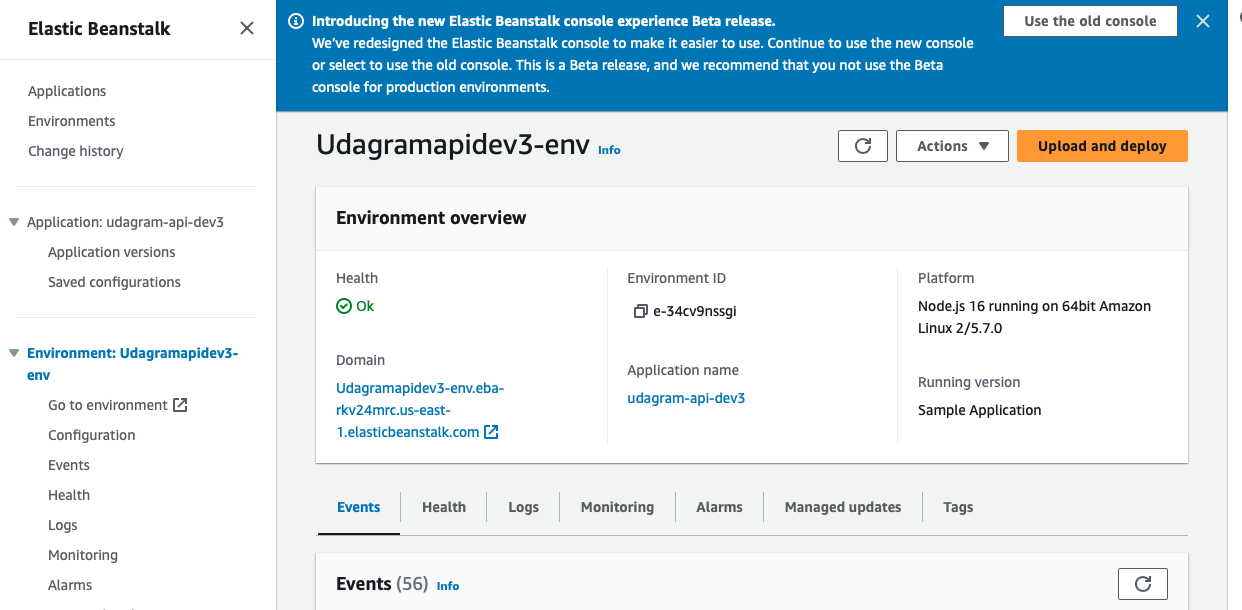 Elastic Beanstalk
Applications
Environments
Change history
Application: udagram-api-dev3
Application versions
Saved configurations
Environment: Udagramapidev3-
env
Go to environment
Configuration
Events
Health
Logs
Monitoring
Alarms
Introducing the new Elastic Beanstalk console experience Beta release.
We've redesigned the Elastic Beanstalk console to make it easier to use. Continue to use the new console
or select to use the old console. This is a Beta release, and we recommend that you not use the Beta
console for production environments.
Use the old console
Udagramapidev3-env Info
Actions
Upload and deploy
Environment overview
Health
Ok
Domain
Udagramapidev3-env.eba-
rkv24mrc.us-east-
1.elasticbeanstalk.com
Environment ID
e-34cv9nssgi
Application name
udagram-api-dev3
Platform
Node.js 16 running on 64bit Amazon
Linux 2/5.7.0
Running version
Sample Application
Events Health Logs Monitoring Alarms Managed updates Tags
Events (56) Info